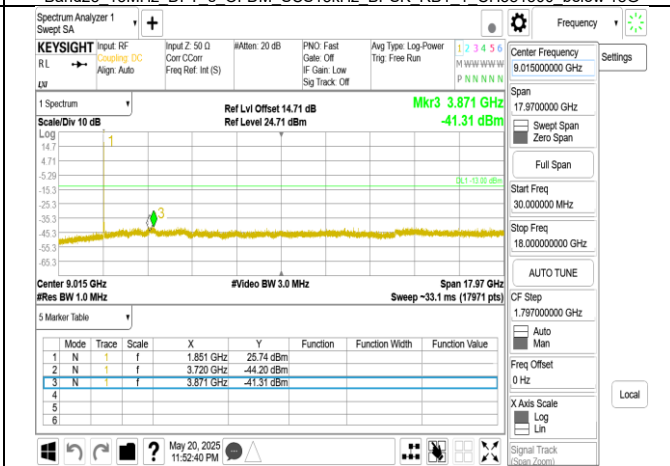 Spectrum Analyzer 1
Swept SA
+
Frequency
KEYSIGHT
RL
LXI
Input: RF
Coupling: DC
Align: Auto
Input Z: 50 Ω
Corr CCorr
Freq Ref: Int (S)
#Atten: 20 dB
PNO: Fast
Gate: Off
IF Gain: Low
Sig Track: Off
Avg Type: Log-Power
Trig: Free Run
1 2 3 4 5 6
M W W W W W
P N N N N N
Center Frequency
9.015000000 GHz
Settings
1 Spectrum
Scale/Div 10 dB
Log
Ref Lvl Offset 14.71 dB
Ref Level 24.71 dBm
Mkr3 3.871 GHz
-41.31 dBm
Span
17.9700000 GHz
Swept Span
Zero Span
Full Span
14.7
4.71
-5.29
-15.3
-25.3
-35.3
-45.3
-55.3
-65.3
1
3
DL1 -13.00 dBm
Start Freq
30.000000 MHz
Stop Freq
18.000000000 GHz
AUTO TUNE
Center 9.015 GHz
#Res BW 1.0 MHz
#Video BW 3.0 MHz
Span 17.97 GHz
Sweep ~33.1 ms (17971 pts)
CF Step
1.797000000 GHz
Auto
Man
5 Marker Table
Mode Trace Scale X Y Function Function Width Function Value
1 N 1 f 1.851 GHz 25.74 dBm
2 N 1 f 3.720 GHz -44.20 dBm
3 N 1 f 3.871 GHz -41.31 dBm
4
5
6
Freq Offset
0 Hz
X Axis Scale
Log
Lin
Local
Signal Track
(Span Zoom)
?
May 20, 2025
11:52:40 PM